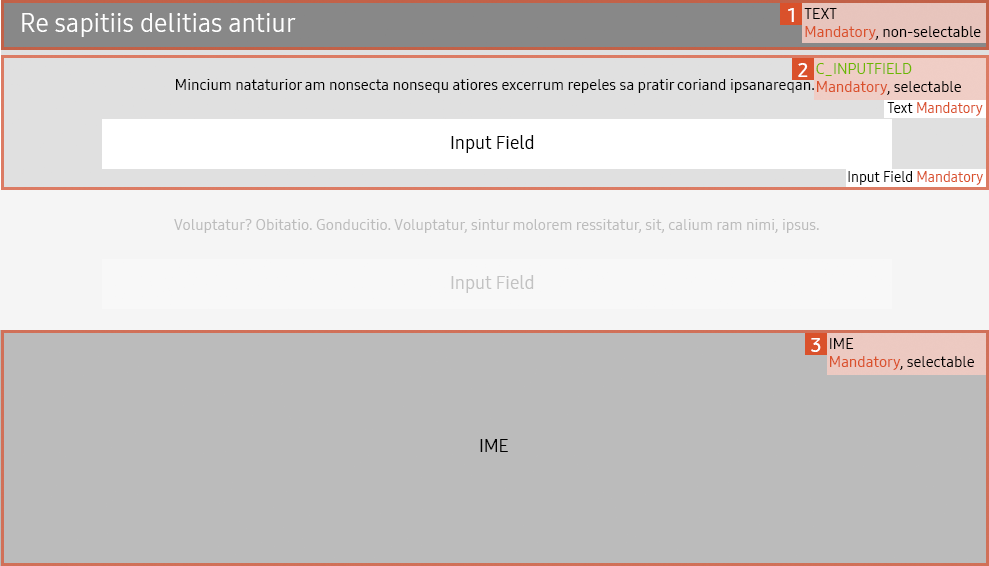 Re sapitiis delitias antiur
1 TEXT
Mandatory, non-selectable
2 C_INPUTFIELD
Mandatory, selectable
Mincium nataturior am nonsecta nonsequ atiores excerrum repeles sa pratir coriand ipsanareqan.
Text Mandatory
Input Field
Input Field Mandatory
Voluptatur? Obitatio. Gonducitio. Voluptatur, sintur molorem ressitatur, sit, calium ram nimi, ipsus.
Input Field
3 IME
Mandatory, selectable
IME